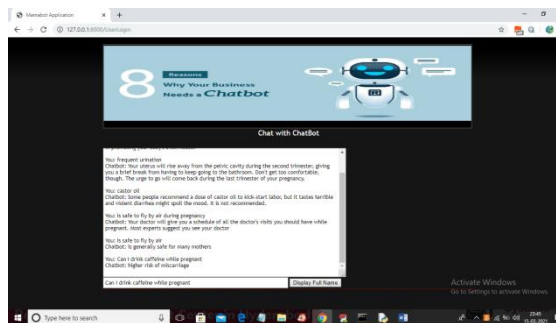 Mamabot Application
127.0.0.1:8000/UserLogin
8
Reasons
Why Your Business
Needs a Chatbot
Chat with ChatBot
You: frequent urination
Chatbot: Your uterus will rise away from the pelvic cavity during the second trimester, giving
you a brief break from having to keep going to the bathroom. Don't get too comfortable,
though. The urge to go will come back during the last trimester of your pregnancy.
You: castor oil
Chatbot: Some people recommend a dose of castor oil to kick-start labor, but it tastes terrible
and violent diarrhea might spoil the mood. It is not recommended.
You: is safe to fly by air during pregnancy
Chatbot: Your doctor will give you a schedule of all the doctor's visits you should have while
pregnant. Most experts suggest you see your doctor
You: is safe to fly by air
Chatbot: is generally safe for many mothers
You: Can I drink caffeine while pregnant
Chatbot: higher risk of miscarriage
Can I drink caffeine while pregnant
Display Full Name
Activate Windows
Go to Settings to activate Windows.
Type here to search
23:45